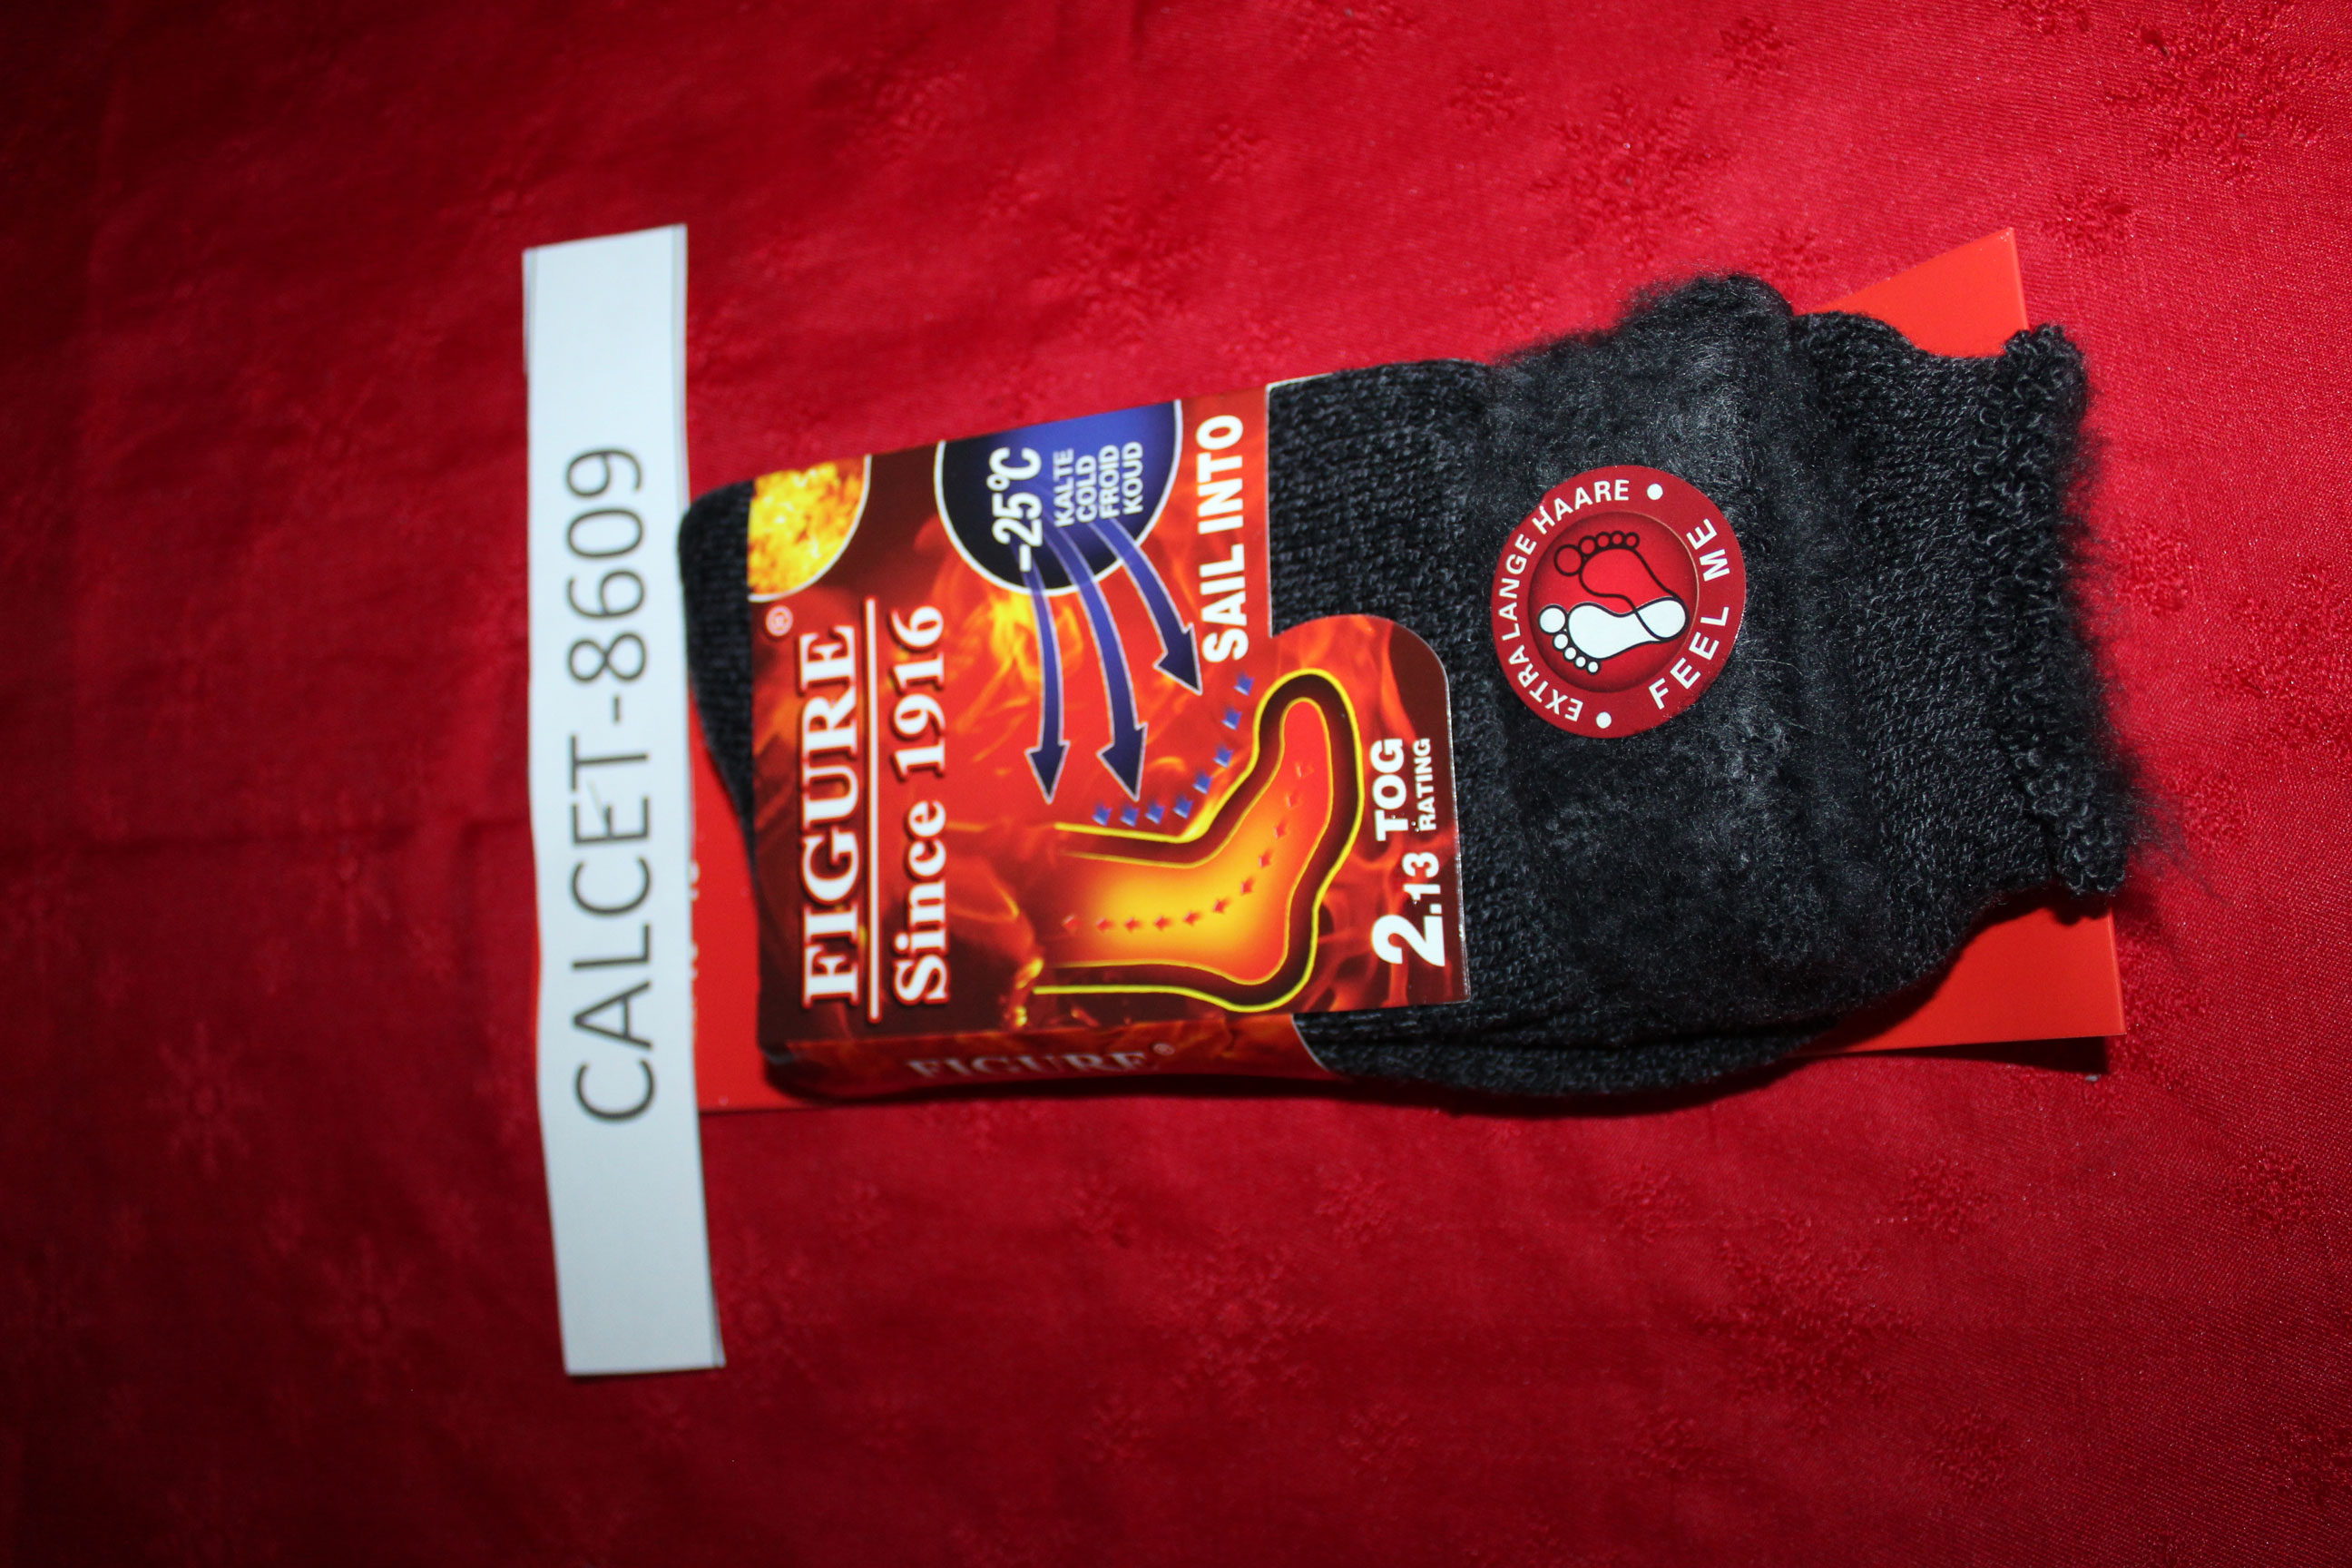 CALCET-8609
FIGURE®
Since 1916
-25°C
KALTE
COLD
FROID
KOUD
SAIL INTO
2.13 TOG
RATING
FIGURE®
EXTRA LANGE HAARE
FEEL ME